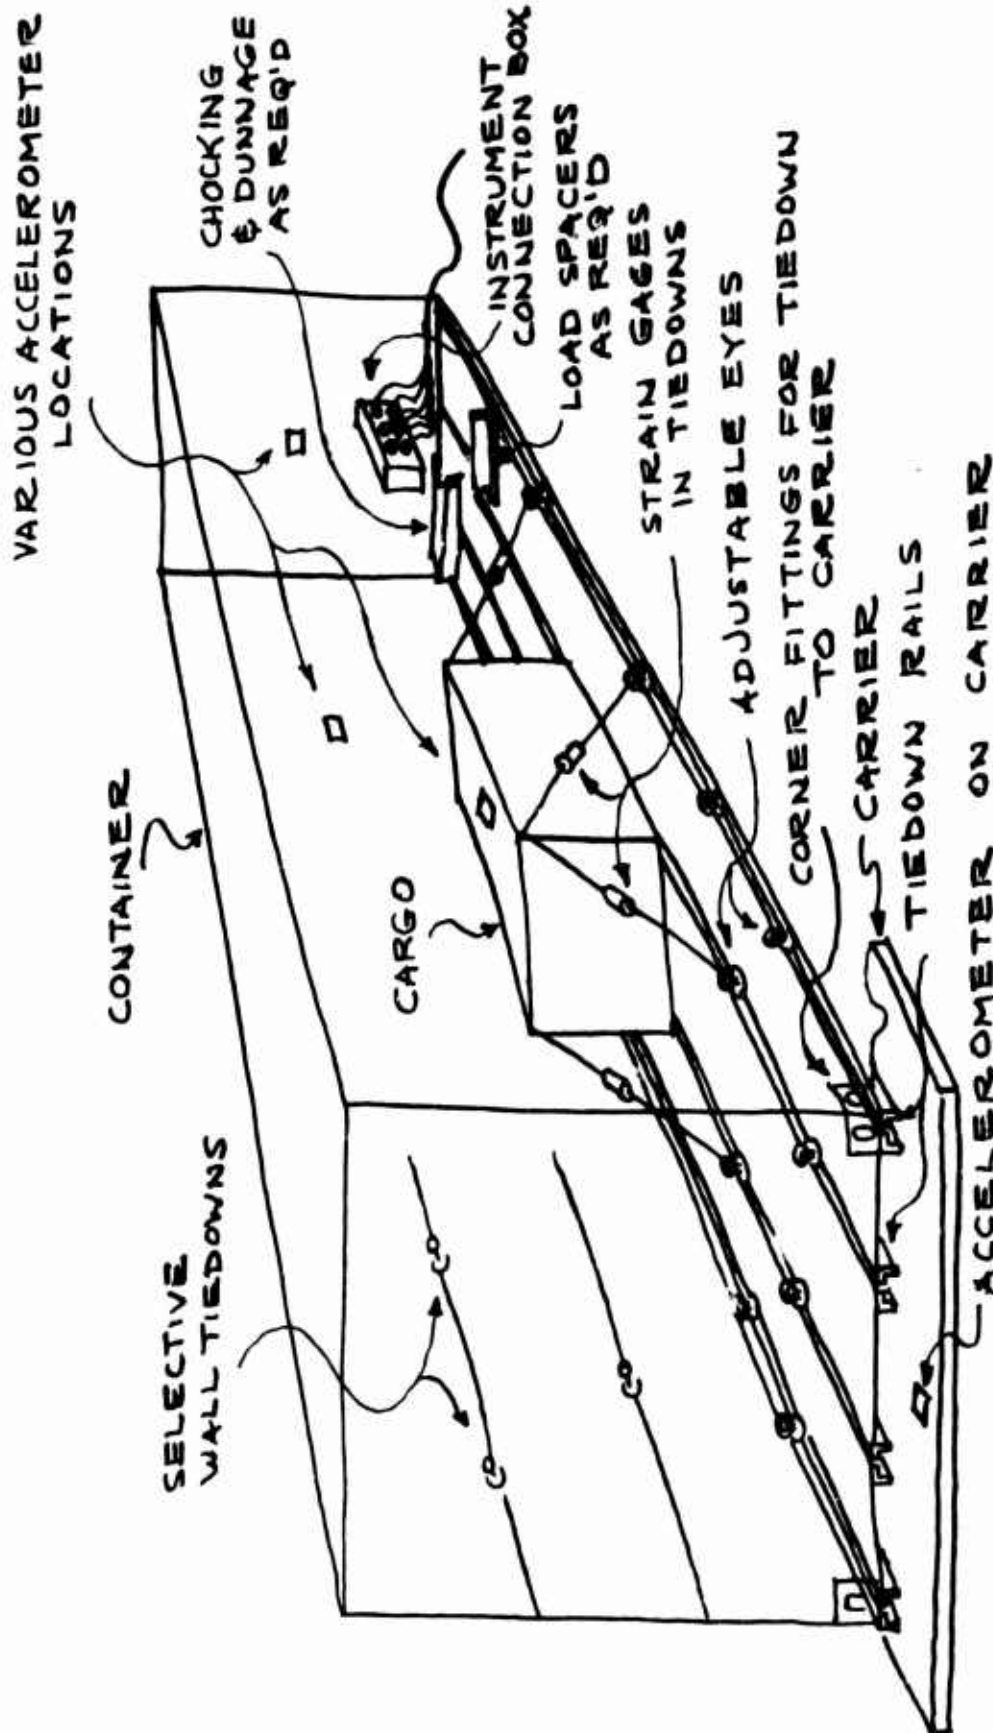 VARIOUS ACCELEROMETER
LOCATIONS
CHOCKING
& DUNNAGE
AS REQ'D
INSTRUMENT
CONNECTION BOX
LOAD SPACERS
AS REQ'D
STRAIN GAGES
IN TIEDOWNS
ADJUSTABLE EYES
CORNER FITTINGS FOR TIEDOWN
TO CARRIER
CARRIER
TIEDOWN RAILS
ACCELEROMETER ON CARRIER
CONTAINER
CARGO
SELECTIVE
WALL TIEDOWNS